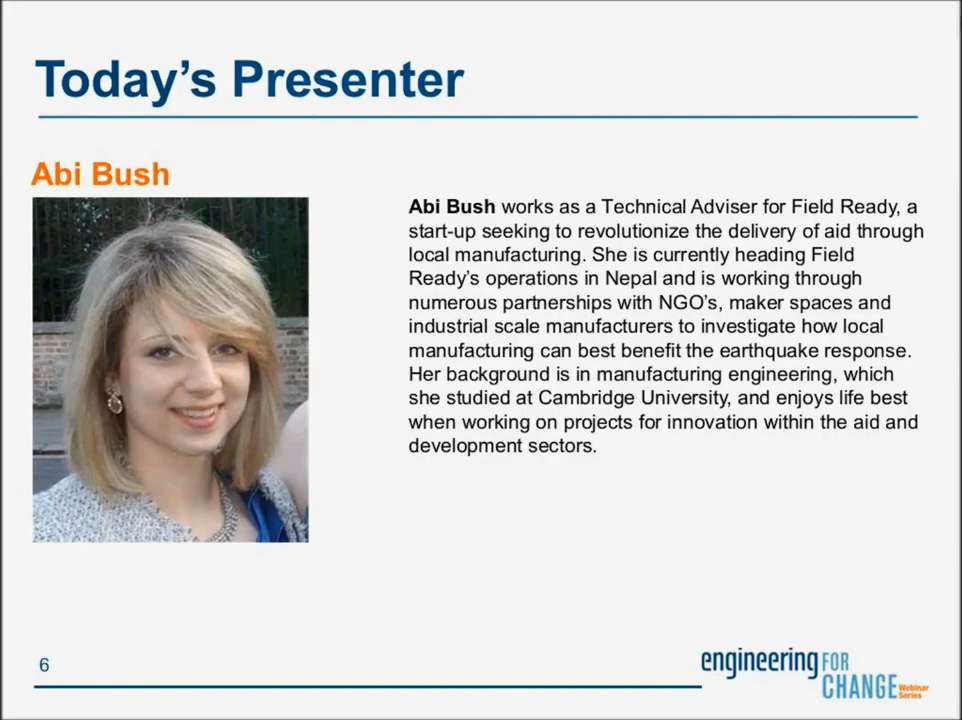 Today’s Presenter
Abi Bush
Abi Bush works as a Technical Adviser for Field Ready, a
start-up seeking to revolutionize the delivery of aid through
local manufacturing. She is currently heading Field
Ready’s operations in Nepal and is working through
numerous partnerships with NGO’s, maker spaces and
industrial scale manufacturers to investigate how local
manufacturing can best benefit the earthquake response.
Her background is in manufacturing engineering, which
she studied at Cambridge University, and enjoys life best
when working on projects for innovation within the aid and
development sectors.
6
engineering FOR
CHANGE Webinar
Series